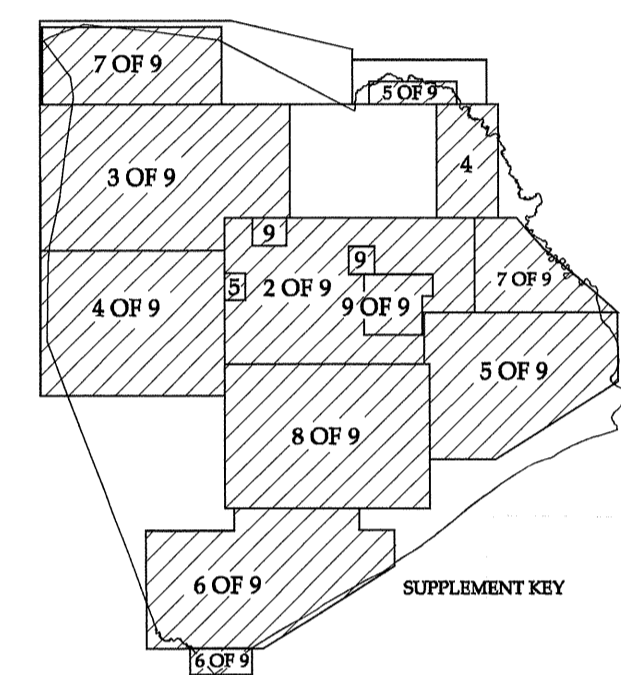 7 OF 9
5 OF 9
3 OF 9
4
9
9
5
2 OF 9
7 OF 9
4 OF 9
9 OF 9
5 OF 9
8 OF 9
6 OF 9
SUPPLEMENT KEY
6 OF 9